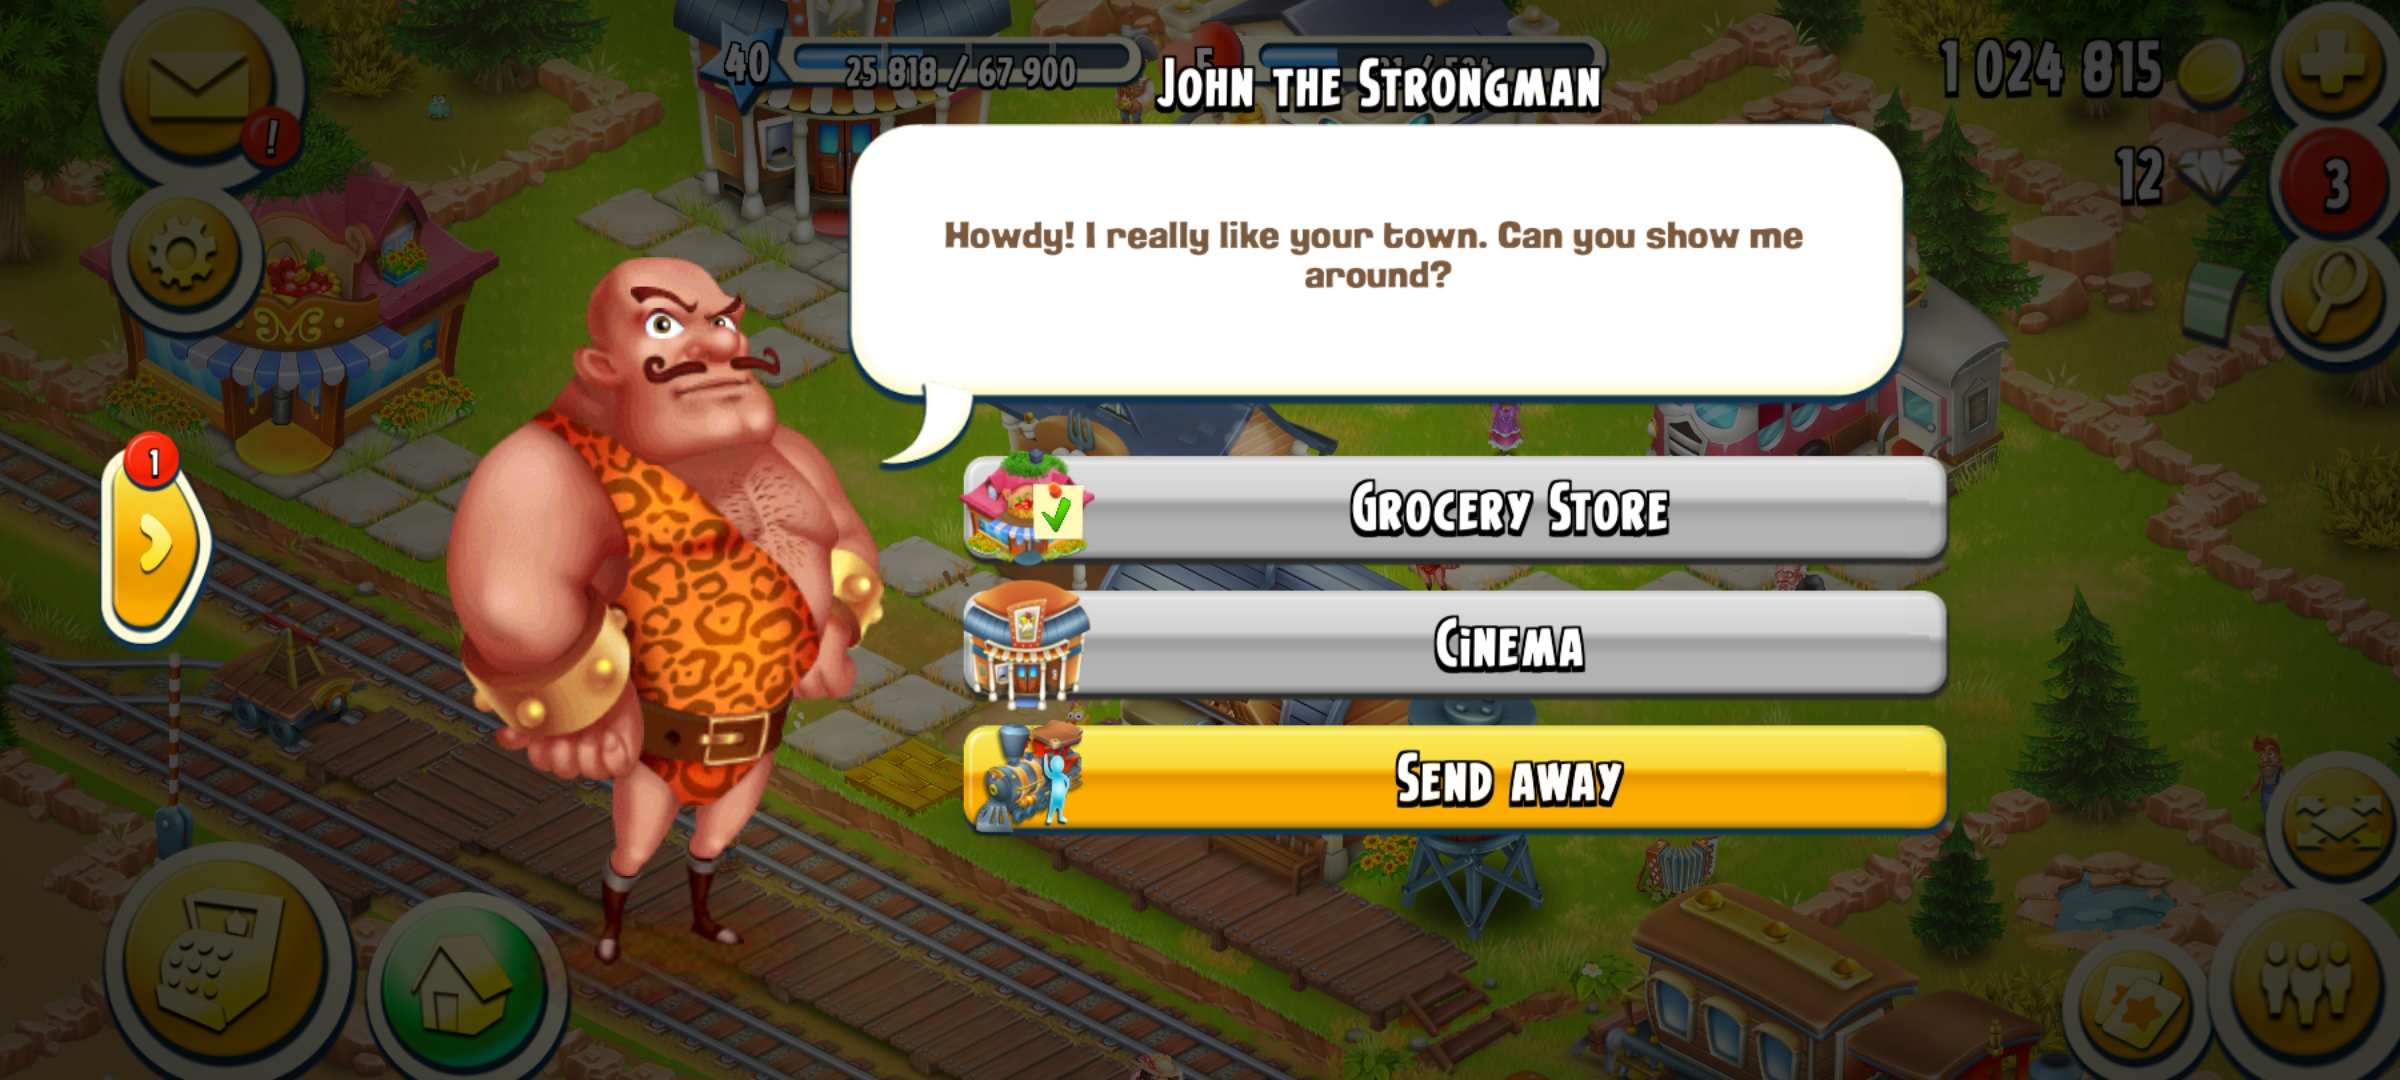 40
25 818 / 67 900
5
JOHN THE STRONGMAN
1 024 815
12
3
!
Howdy! I really like your town. Can you show me
around?
1
GROCERY STORE
CINEMA
SEND AWAY